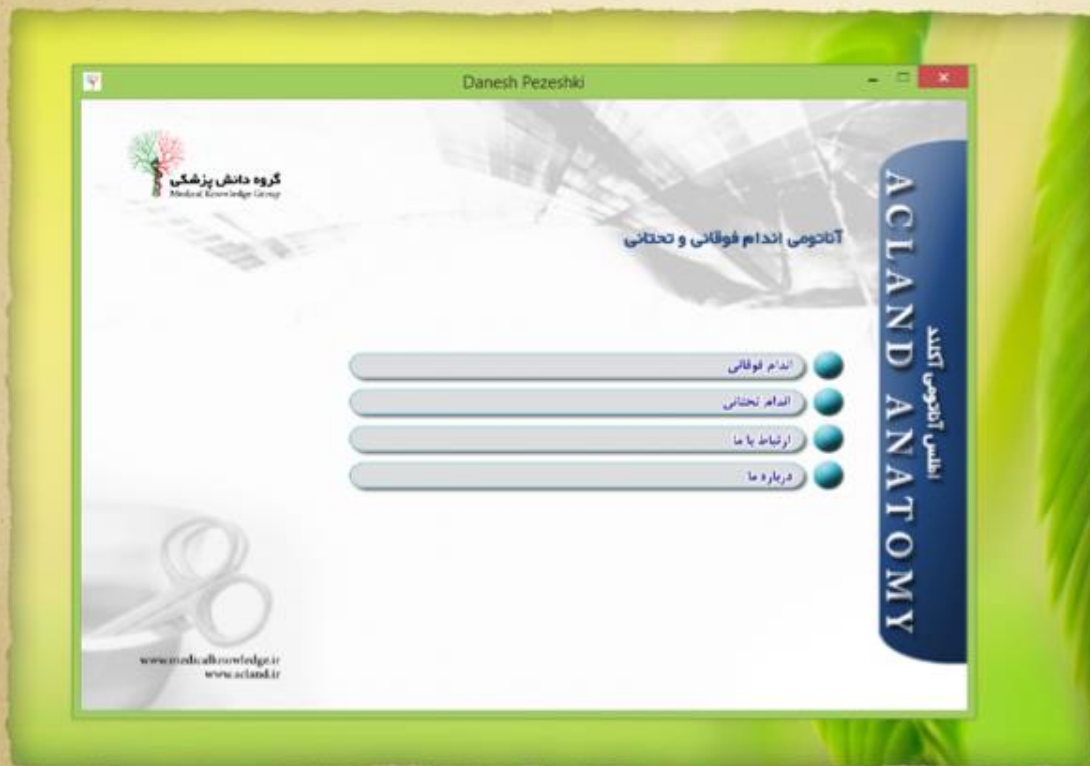 Danesh Pezeshki
گروه دانش پزشکی
Medical Knowledge Group
آناتومی اندام فوقانی و تحتانی
اندام فوقانی
اندام تحتانی
ارتباط با ما
درباره ما
ACLAND ANATOMY
اطلس آناتومی آکلند
www.medicalknowledge.ir
www.acland.ir